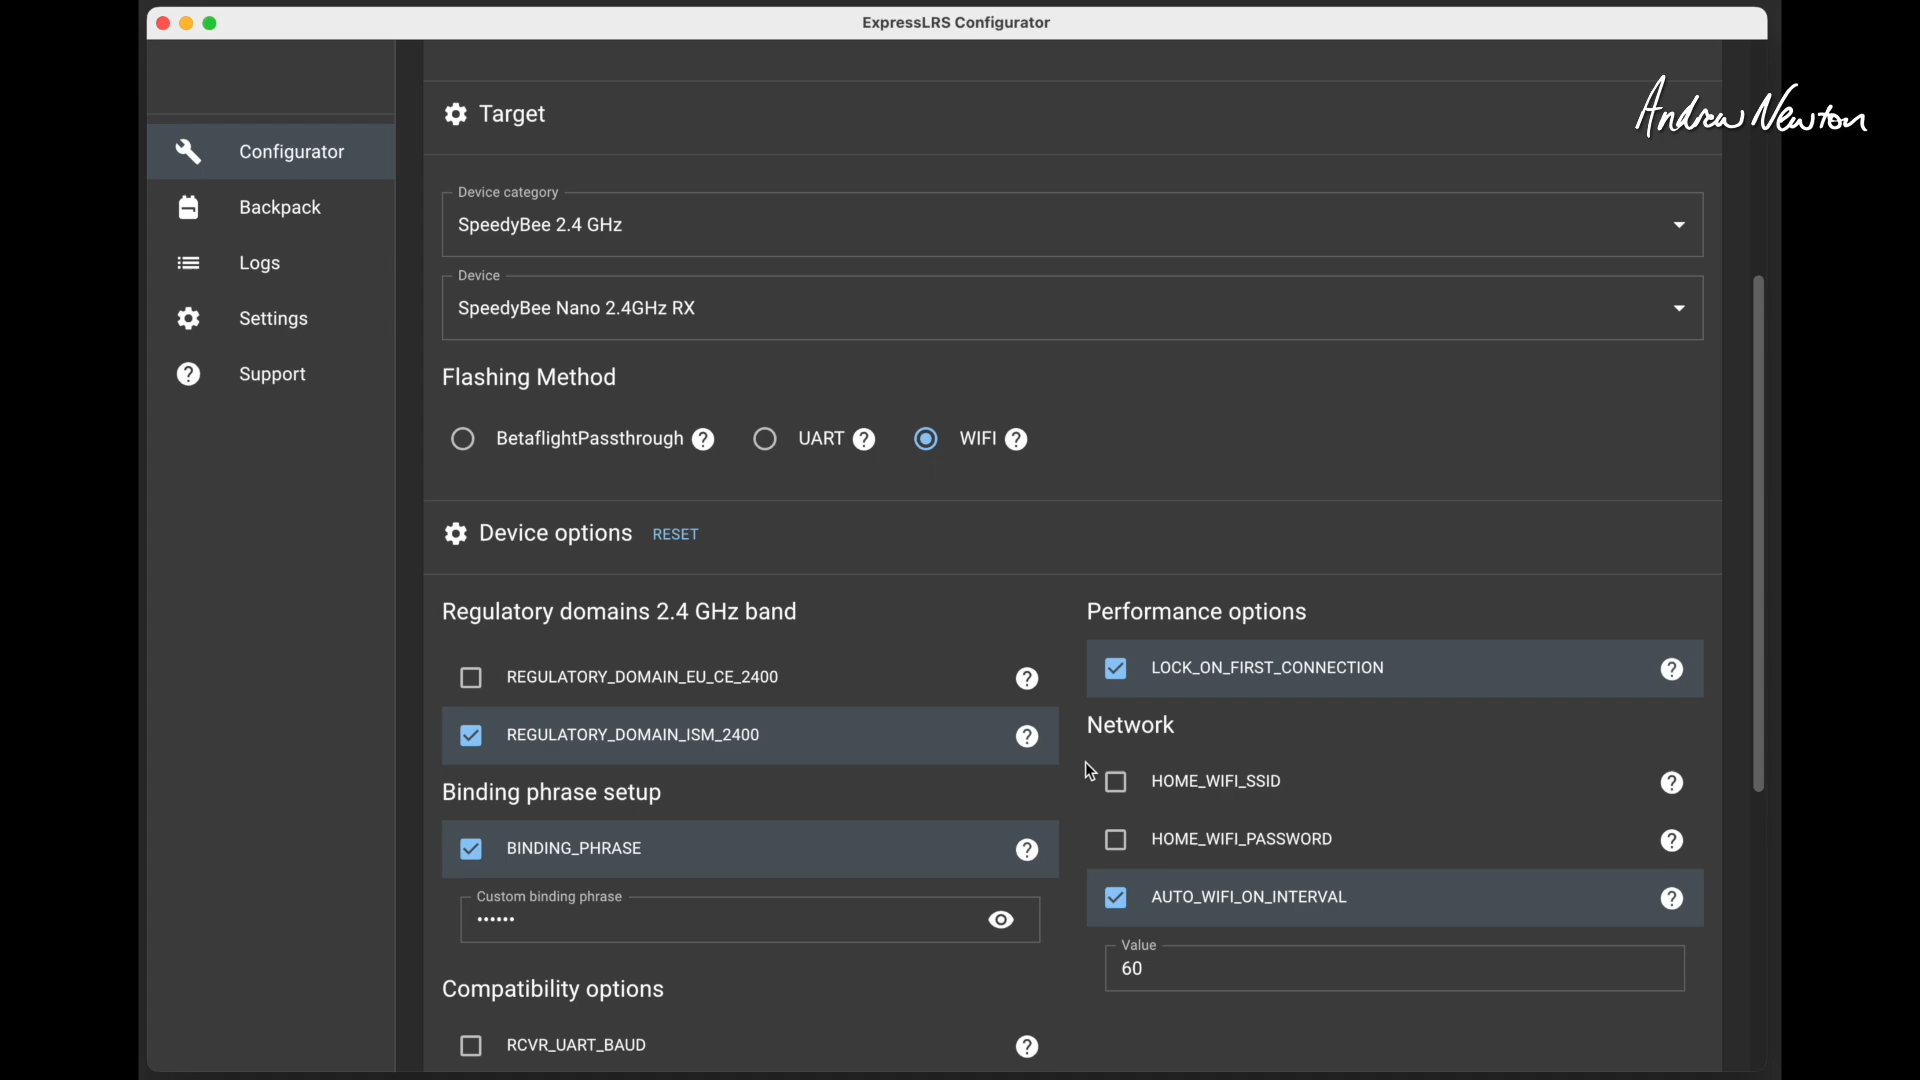 ExpressLRS Configurator
Andrew Newton
Configurator
Backpack
Logs
Settings
Support
Target
Device category
SpeedyBee 2.4 GHz
Device
SpeedyBee Nano 2.4GHz RX
Flashing Method
BetaflightPassthrough ? UART ? WIFI ?
Device options RESET
Regulatory domains 2.4 GHz band
REGULATORY_DOMAIN_EU_CE_2400 ?
REGULATORY_DOMAIN_ISM_2400 ?
Binding phrase setup
BINDING_PHRASE ?
Custom binding phrase
••••••
Compatibility options
RCVR_UART_BAUD ?
Performance options
LOCK_ON_FIRST_CONNECTION ?
Network
HOME_WIFI_SSID ?
HOME_WIFI_PASSWORD ?
AUTO_WIFI_ON_INTERVAL ?
Value
60